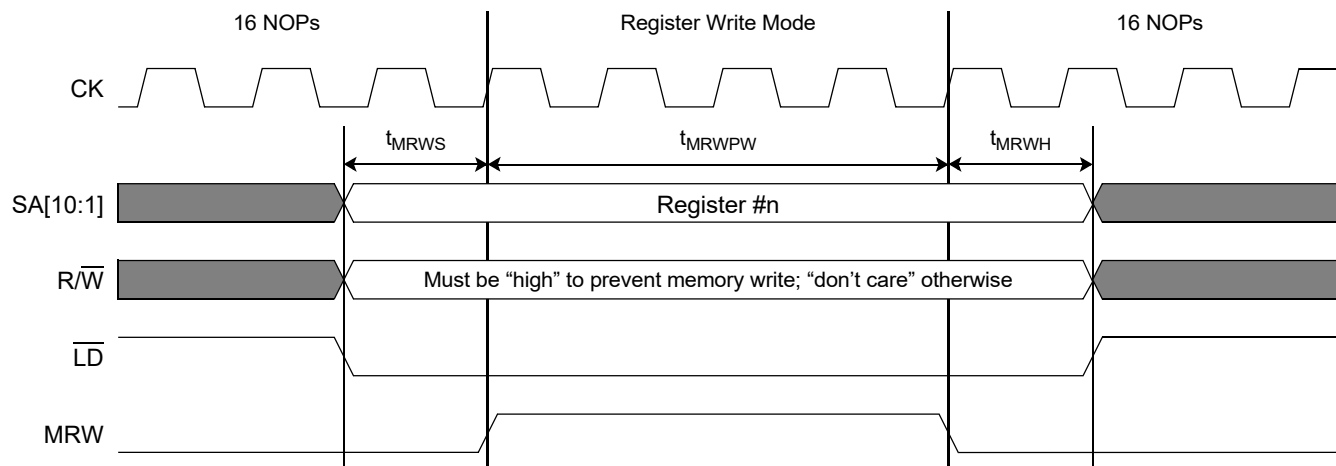 16 NOPs Register Write Mode 16 NOPs
CK
tMRWS tMRWPW tMRWH
SA[10:1] Register #n
R/W̅ Must be “high” to prevent memory write; “don’t care” otherwise
L̅D̅
MRW